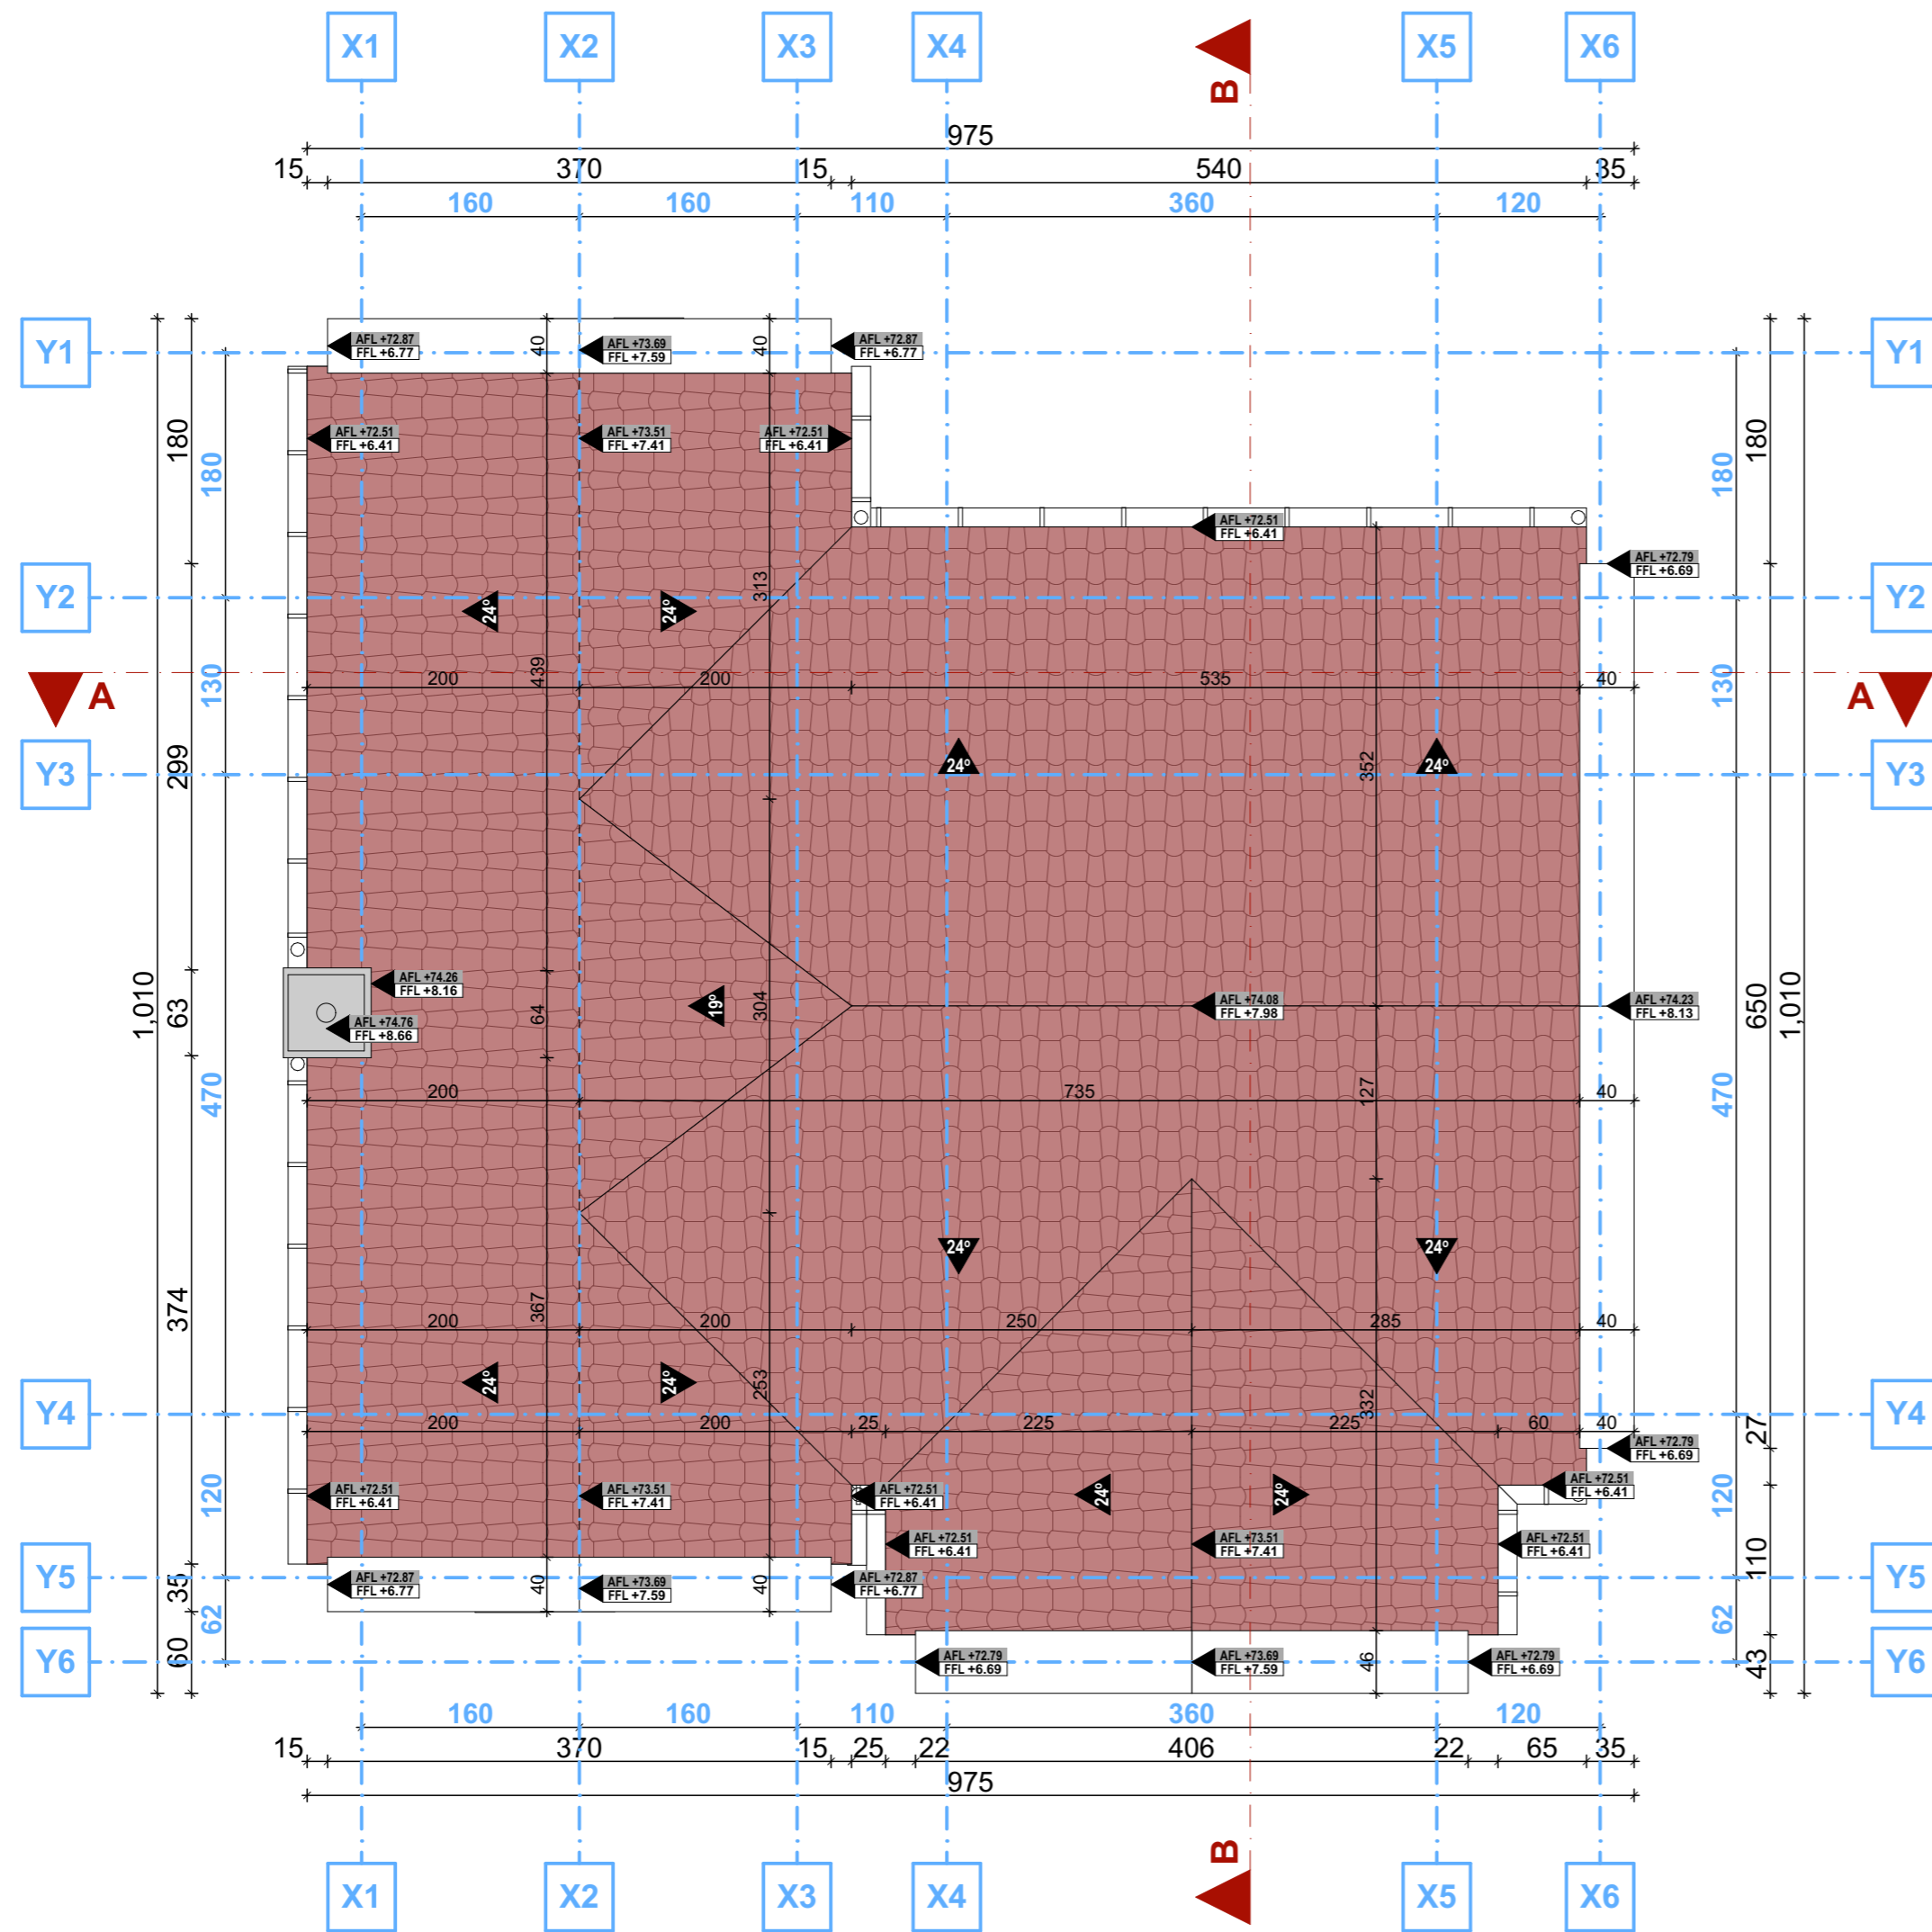 X1 X2 X3 X4 X5 X6
B
975
15 370 15 540 35
160 160 110 360 120
Y1 Y1
AFL +72.87
FFL +6.77
AFL +73.69
FFL +7.59
AFL +72.87
FFL +6.77
40 40
AFL +72.51
FFL +6.41
AFL +73.51
FFL +7.41
AFL +72.51
FFL +6.41
180 180 180 180
AFL +72.51
FFL +6.41
AFL +72.79
FFL +6.69
Y2 Y2
24° 24°
313
439
200 200 535 40
A A
130 130
24° 24°
299
352
Y3 Y3
AFL +74.26
FFL +8.16
AFL +74.76
FFL +8.66
1,010
63
64
19°
304
AFL +74.08
FFL +7.98
AFL +74.23
FFL +8.13
650
1,010
470
200 735 40
127
470
24° 24°
374
367
200 200 250 285 40
24° 24°
253
332
Y4 Y4
200 200 25 225 225 60 40
27
AFL +72.79
FFL +6.69
120
AFL +72.51
FFL +6.41
AFL +73.51
FFL +7.41
AFL +72.51
FFL +6.41
24° 24°
AFL +72.51
FFL +6.41
120
AFL +72.51
FFL +6.41
AFL +73.51
FFL +7.41
AFL +72.51
FFL +6.41
110
Y5 Y5
35
AFL +72.87
FFL +6.77
40
AFL +73.69
FFL +7.59
40
AFL +72.87
FFL +6.77
62 62
60
Y6 Y6
AFL +72.79
FFL +6.69
AFL +73.69
FFL +7.59
46
AFL +72.79
FFL +6.69
43
160 160 110 360 120
15 370 15 25 22 406 22 65 35
975
B
X1 X2 X3 X4 X5 X6